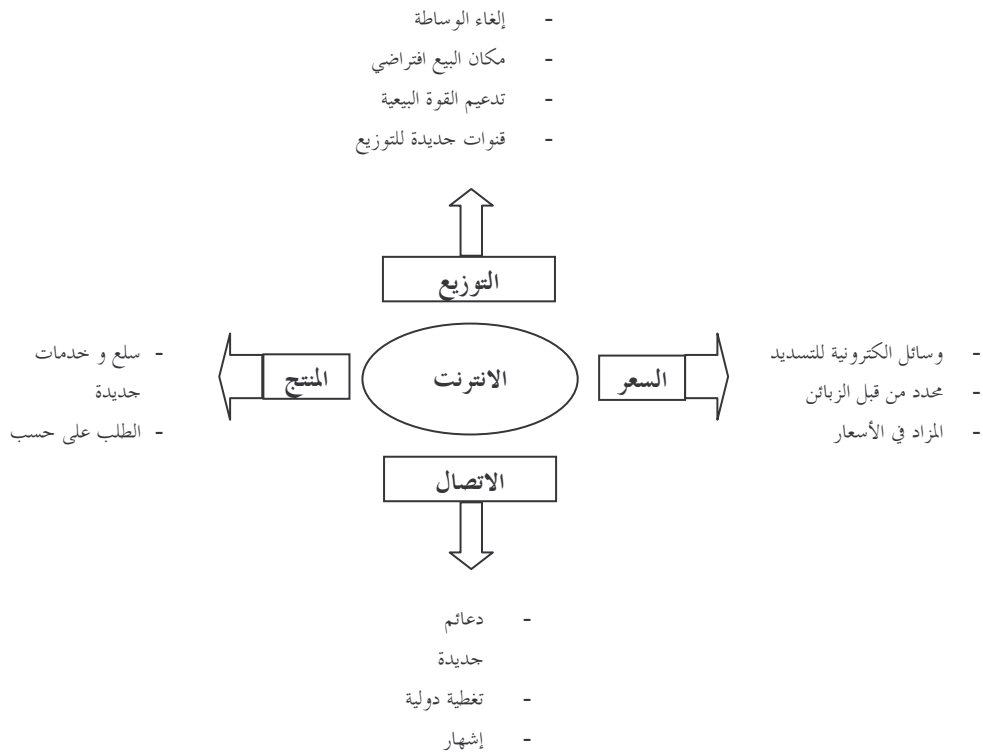 - إلغاء الوساطة
- مكان البيع افتراضي
- تدعيم القوة البيعية
- قنوات جديدة للتوزيع
التوزيع
- وسائل الكترونية للتسديد
- محدد من قبل الزبائن
- المزاد في الأسعار
السعر
الانترنت
المنتج
- سلع و خدمات
جديدة
- الطلب على حسب
الاتصال
- دعائم
جديدة
- تغطية دولية
- إشهار